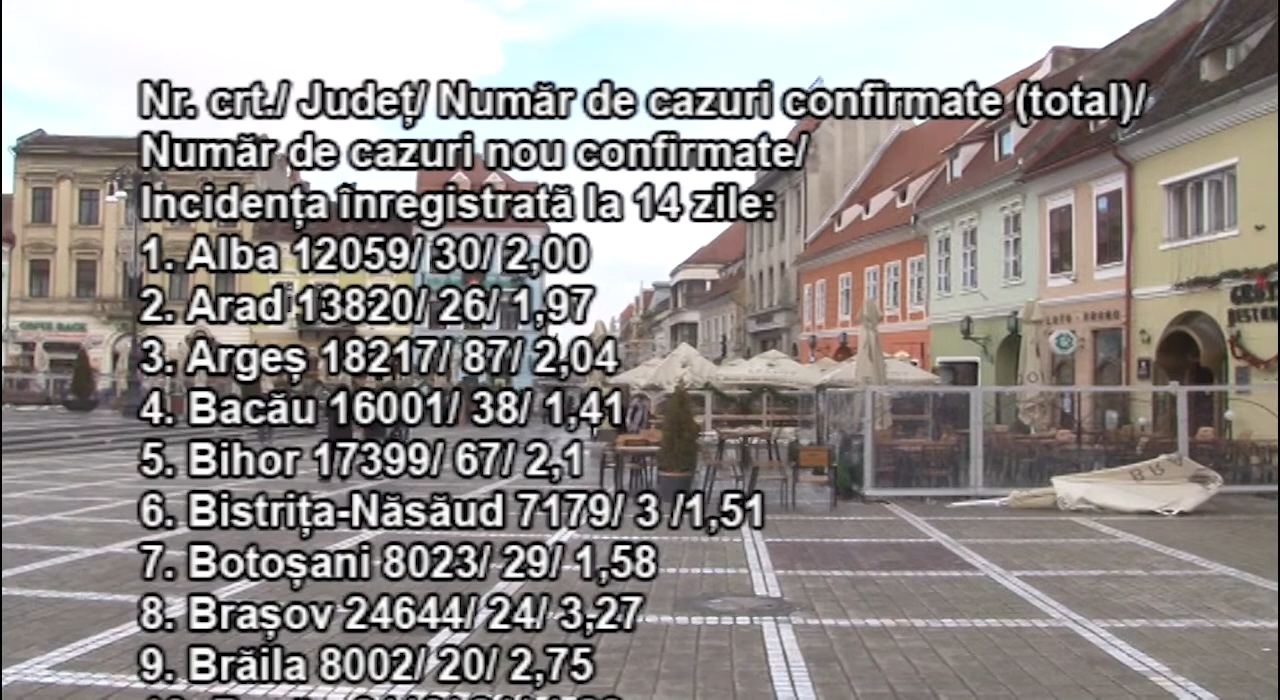 Nr. crt./ Județ/ Număr de cazuri confirmate (total)/
Număr de cazuri nou confirmate/
Incidența înregistrată la 14 zile:
1. Alba 12059/ 30/ 2,00
2. Arad 13820/ 26/ 1,97
3. Argeș 18217/ 87/ 2,04
4. Bacău 16001/ 38/ 1,41
5. Bihor 17399/ 67/ 2,1
6. Bistrița-Năsăud 7179/ 3 /1,51
7. Botoșani 8023/ 29/ 1,58
8. Brașov 24644/ 24/ 3,27
9. Brăila 8002/ 20/ 2,75